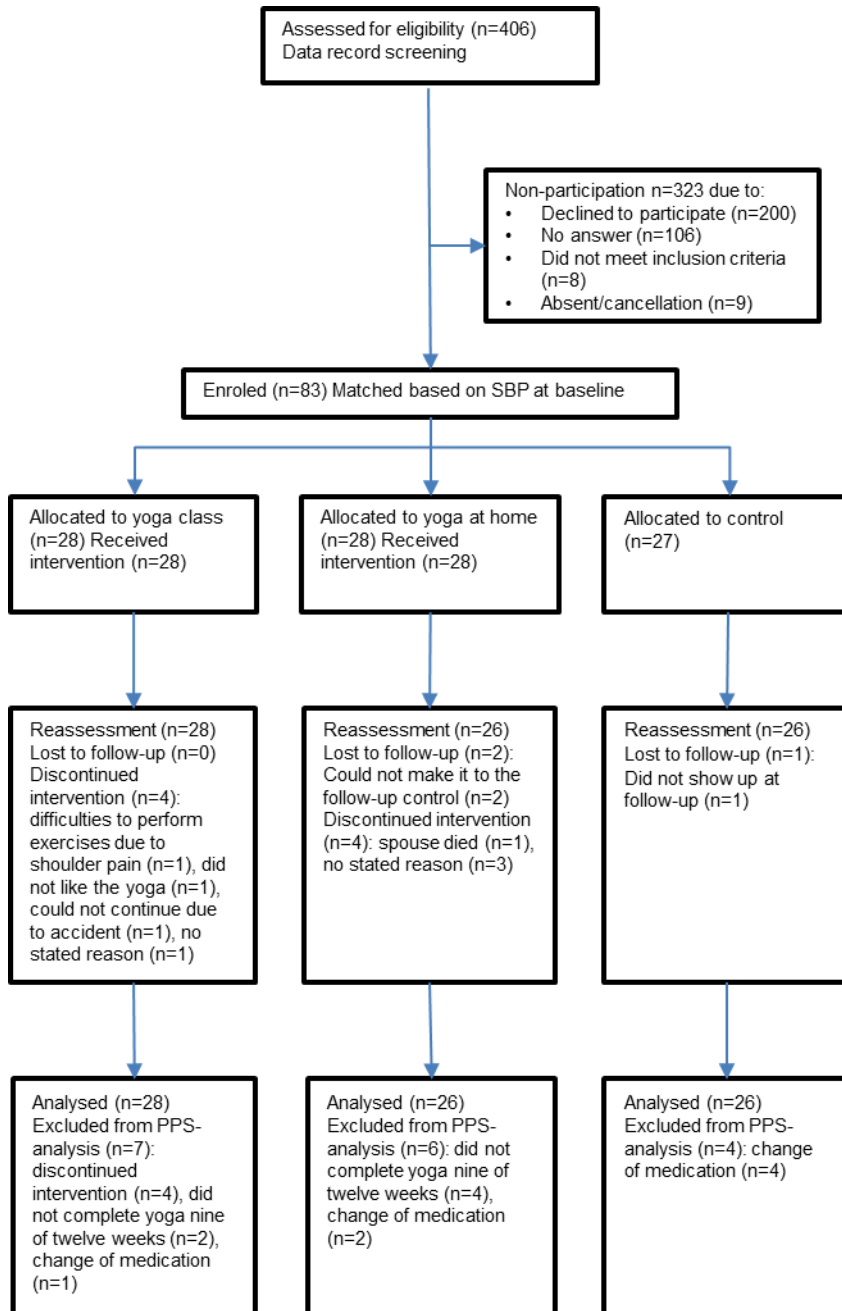 Assessed for eligibility (n=406)
Data record screening
Non-participation n=323 due to:
• Declined to participate (n=200)
• No answer (n=106)
• Did not meet inclusion criteria
(n=8)
• Absent/cancellation (n=9)
Enroled (n=83) Matched based on SBP at baseline
Allocated to yoga class
(n=28) Received
intervention (n=28)
Allocated to yoga at home
(n=28) Received
intervention (n=28)
Allocated to control
(n=27)
Reassessment (n=28)
Lost to follow-up (n=0)
Discontinued
intervention (n=4):
difficulties to perform
exercises due to
shoulder pain (n=1), did
not like the yoga (n=1),
could not continue due
to accident (n=1), no
stated reason (n=1)
Reassessment (n=26)
Lost to follow-up (n=2):
Could not make it to the
follow-up control (n=2)
Discontinued intervention
(n=4): spouse died (n=1),
no stated reason (n=3)
Reassessment (n=26)
Lost to follow-up (n=1):
Did not show up at
follow-up (n=1)
Analysed (n=28)
Excluded from PPS-
analysis (n=7):
discontinued
intervention (n=4), did
not complete yoga nine
of twelve weeks (n=2),
change of medication
(n=1)
Analysed (n=26)
Excluded from PPS-
analysis (n=6): did not
complete yoga nine of
twelve weeks (n=4),
change of medication
(n=2)
Analysed (n=26)
Excluded from PPS-
analysis (n=4): change
of medication (n=4)